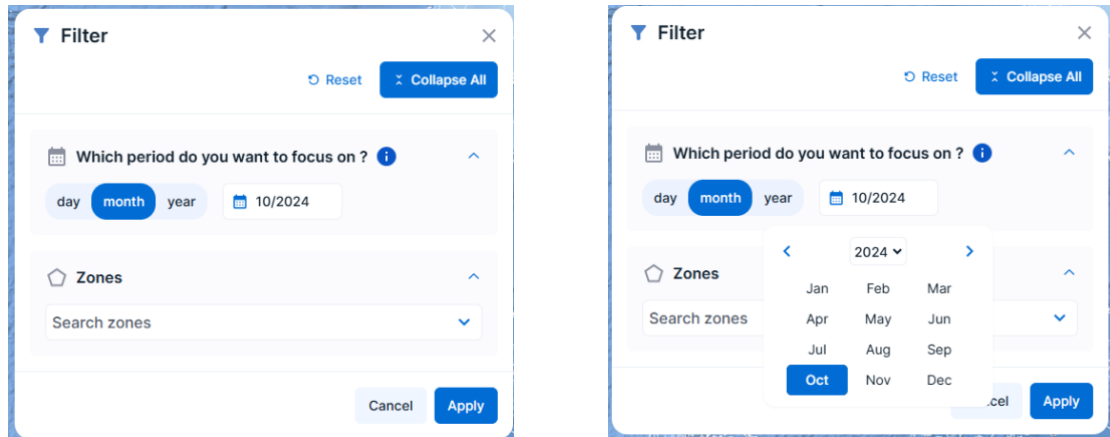 Filter
Reset
Collapse All
Which period do you want to focus on ?
day month year 10/2024
Zones
Search zones
Cancel Apply
Filter
Reset
Collapse All
Which period do you want to focus on ?
day month year 10/2024
2024
Jan Feb Mar
Apr May Jun
Jul Aug Sep
Oct Nov Dec
Zones
Search zones
cel Apply